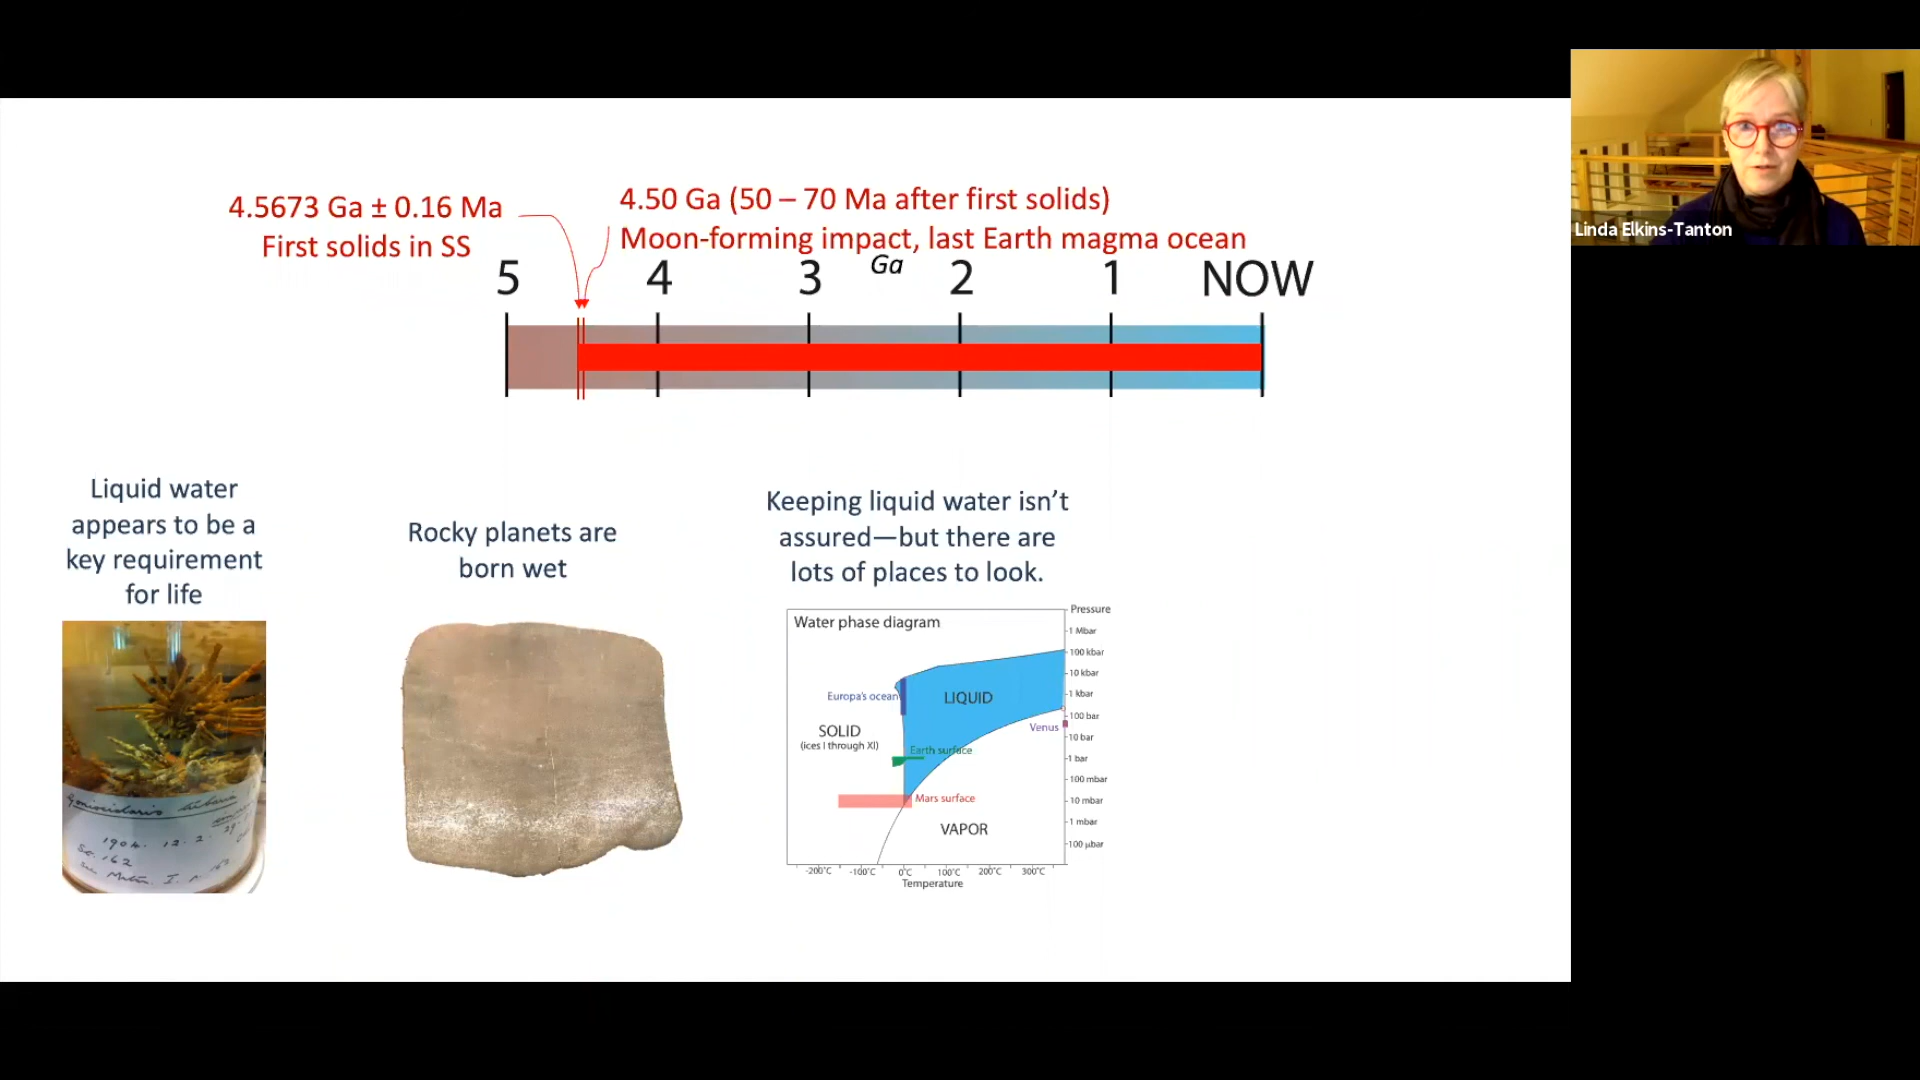 4.5673 Ga ± 0.16 Ma
First solids in SS
4.50 Ga (50 – 70 Ma after first solids)
Moon-forming impact, last Earth magma ocean
Ga
5 4 3 2 1 NOW
Linda Elkins-Tanton
Liquid water
appears to be a
key requirement
for life
Rocky planets are
born wet
Keeping liquid water isn’t
assured—but there are
lots of places to look.
1904. 12. 2.
162
Water phase diagram
Pressure
1 Mbar
100 kbar
10 kbar
1 kbar
100 bar
10 bar
1 bar
100 mbar
10 mbar
1 mbar
100 μbar
Europa's ocean
LIQUID
SOLID
(ices I through XI)
Venus
Earth surface
Mars surface
VAPOR
-200°C -100°C 0°C 100°C 200°C 300°C
Temperature